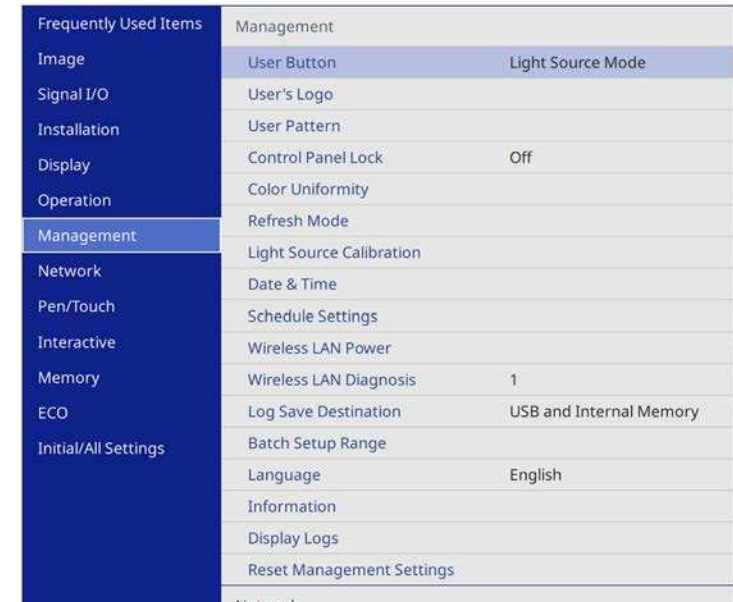 Frequently Used Items
Image
Signal I/O
Installation
Display
Operation
Management
Network
Pen/Touch
Interactive
Memory
ECO
Initial/All Settings
Management
User Button Light Source Mode
User's Logo
User Pattern
Control Panel Lock Off
Color Uniformity
Refresh Mode
Light Source Calibration
Date & Time
Schedule Settings
Wireless LAN Power
Wireless LAN Diagnosis 1
Log Save Destination USB and Internal Memory
Batch Setup Range
Language English
Information
Display Logs
Reset Management Settings